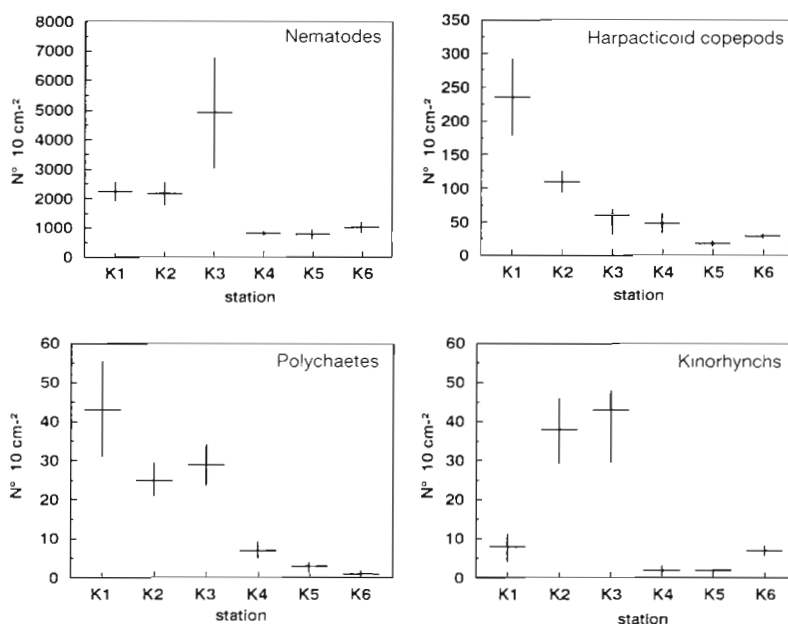 Nematodes
N° 10 cm-²
8000
7000
6000
5000
4000
3000
2000
1000
0
K1 K2 K3 K4 K5 K6
station
Harpacticoid copepods
N° 10 cm-²
350
300
250
200
150
100
50
0
K1 K2 K3 K4 K5 K6
station
Polychaetes
N° 10 cm-²
60
50
40
30
20
10
0
K1 K2 K3 K4 K5 K6
station
Kinorhynchs
N° 10 cm-²
60
50
40
30
20
10
0
K1 K2 K3 K4 K5 K6
station